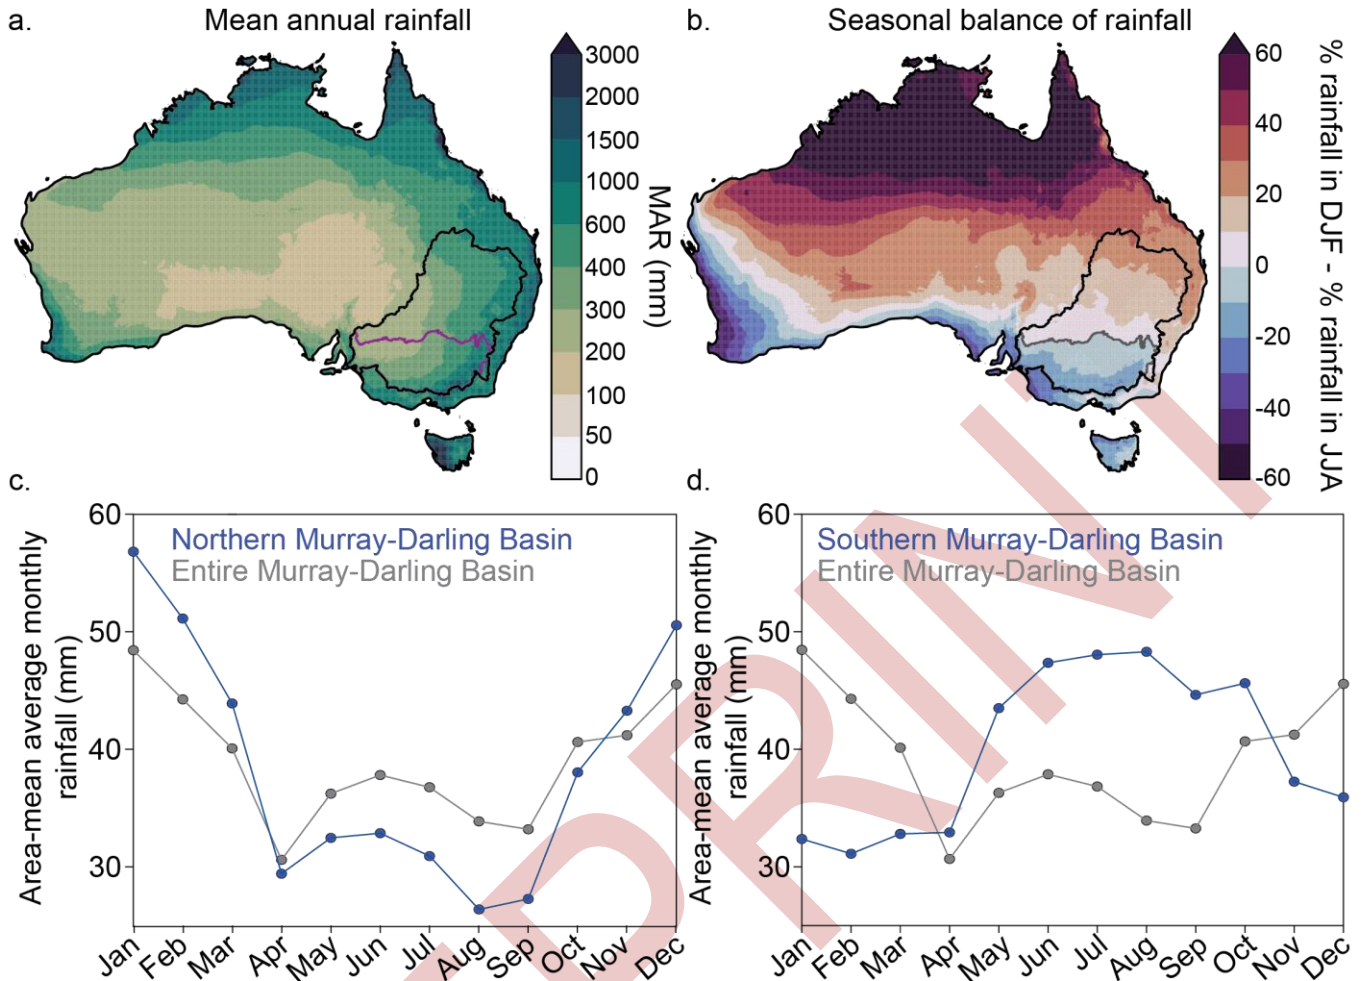 a.
Mean annual rainfall
3000
2000
1500
1000
600
400
300
200
100
50
0
MAR (mm)
b.
Seasonal balance of rainfall
60
40
20
0
-20
-40
-60
% rainfall in DJF - % rainfall in JJA
c.
Northern Murray-Darling Basin
Entire Murray-Darling Basin
Area-mean average monthly
rainfall (mm)
60
50
40
30
Jan
Feb
Mar
Apr
May
Jun
Jul
Aug
Sep
Oct
Nov
Dec
d.
Southern Murray-Darling Basin
Entire Murray-Darling Basin
Area-mean average monthly
rainfall (mm)
60
50
40
30
Jan
Feb
Mar
Apr
May
Jun
Jul
Aug
Sep
Oct
Nov
Dec
PRINT